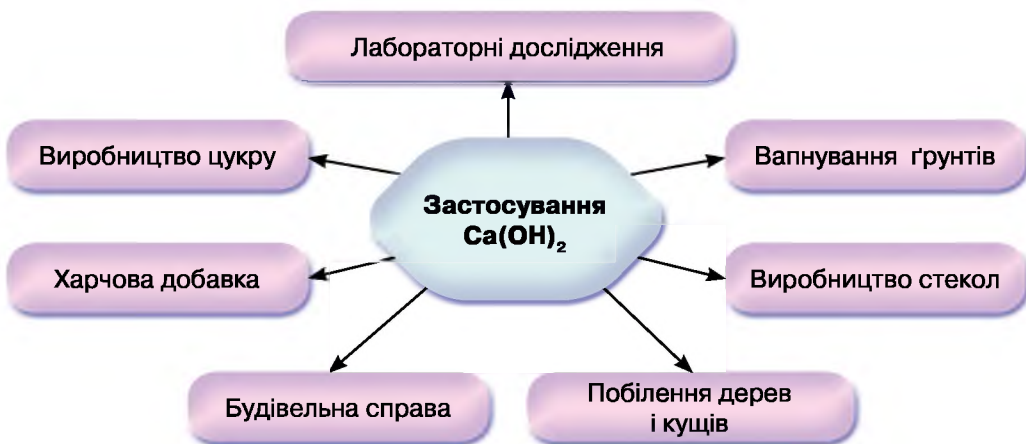 Лабораторні дослідження
Виробництво цукру
Вапнування ґрунтів
Застосування
Ca(OH)₂
Харчова добавка
Виробництво стекол
Будівельна справа
Побілення дерев
і кущів